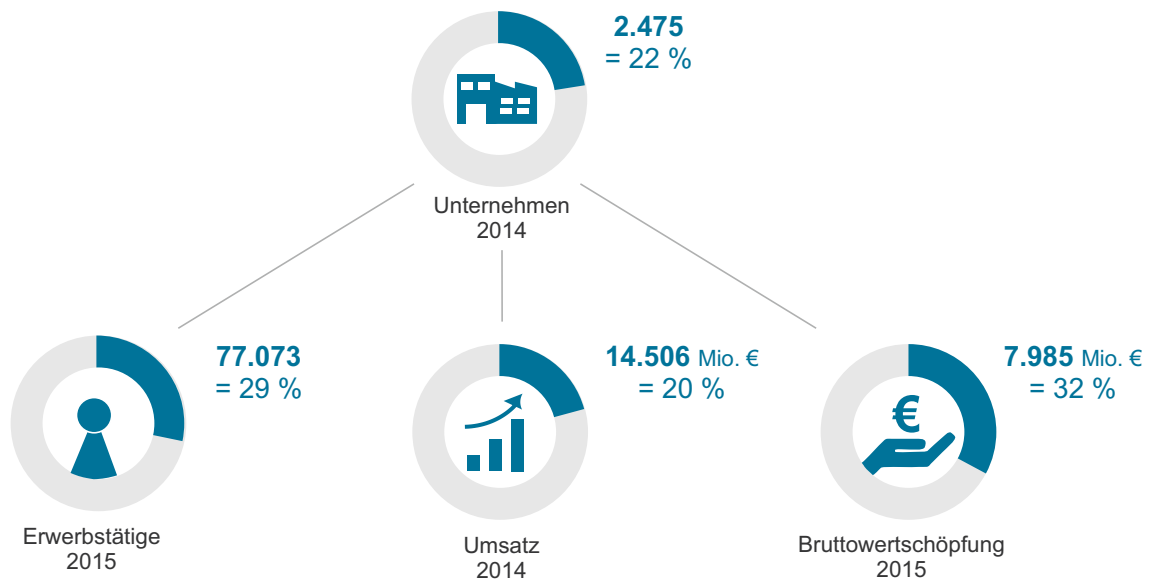 2.475
= 22 %
Unternehmen
2014
77.073
= 29 %
Erwerbstätige
2015
14.506 Mio. €
= 20 %
Umsatz
2014
7.985 Mio. €
= 32 %
€
Bruttowertschöpfung
2015